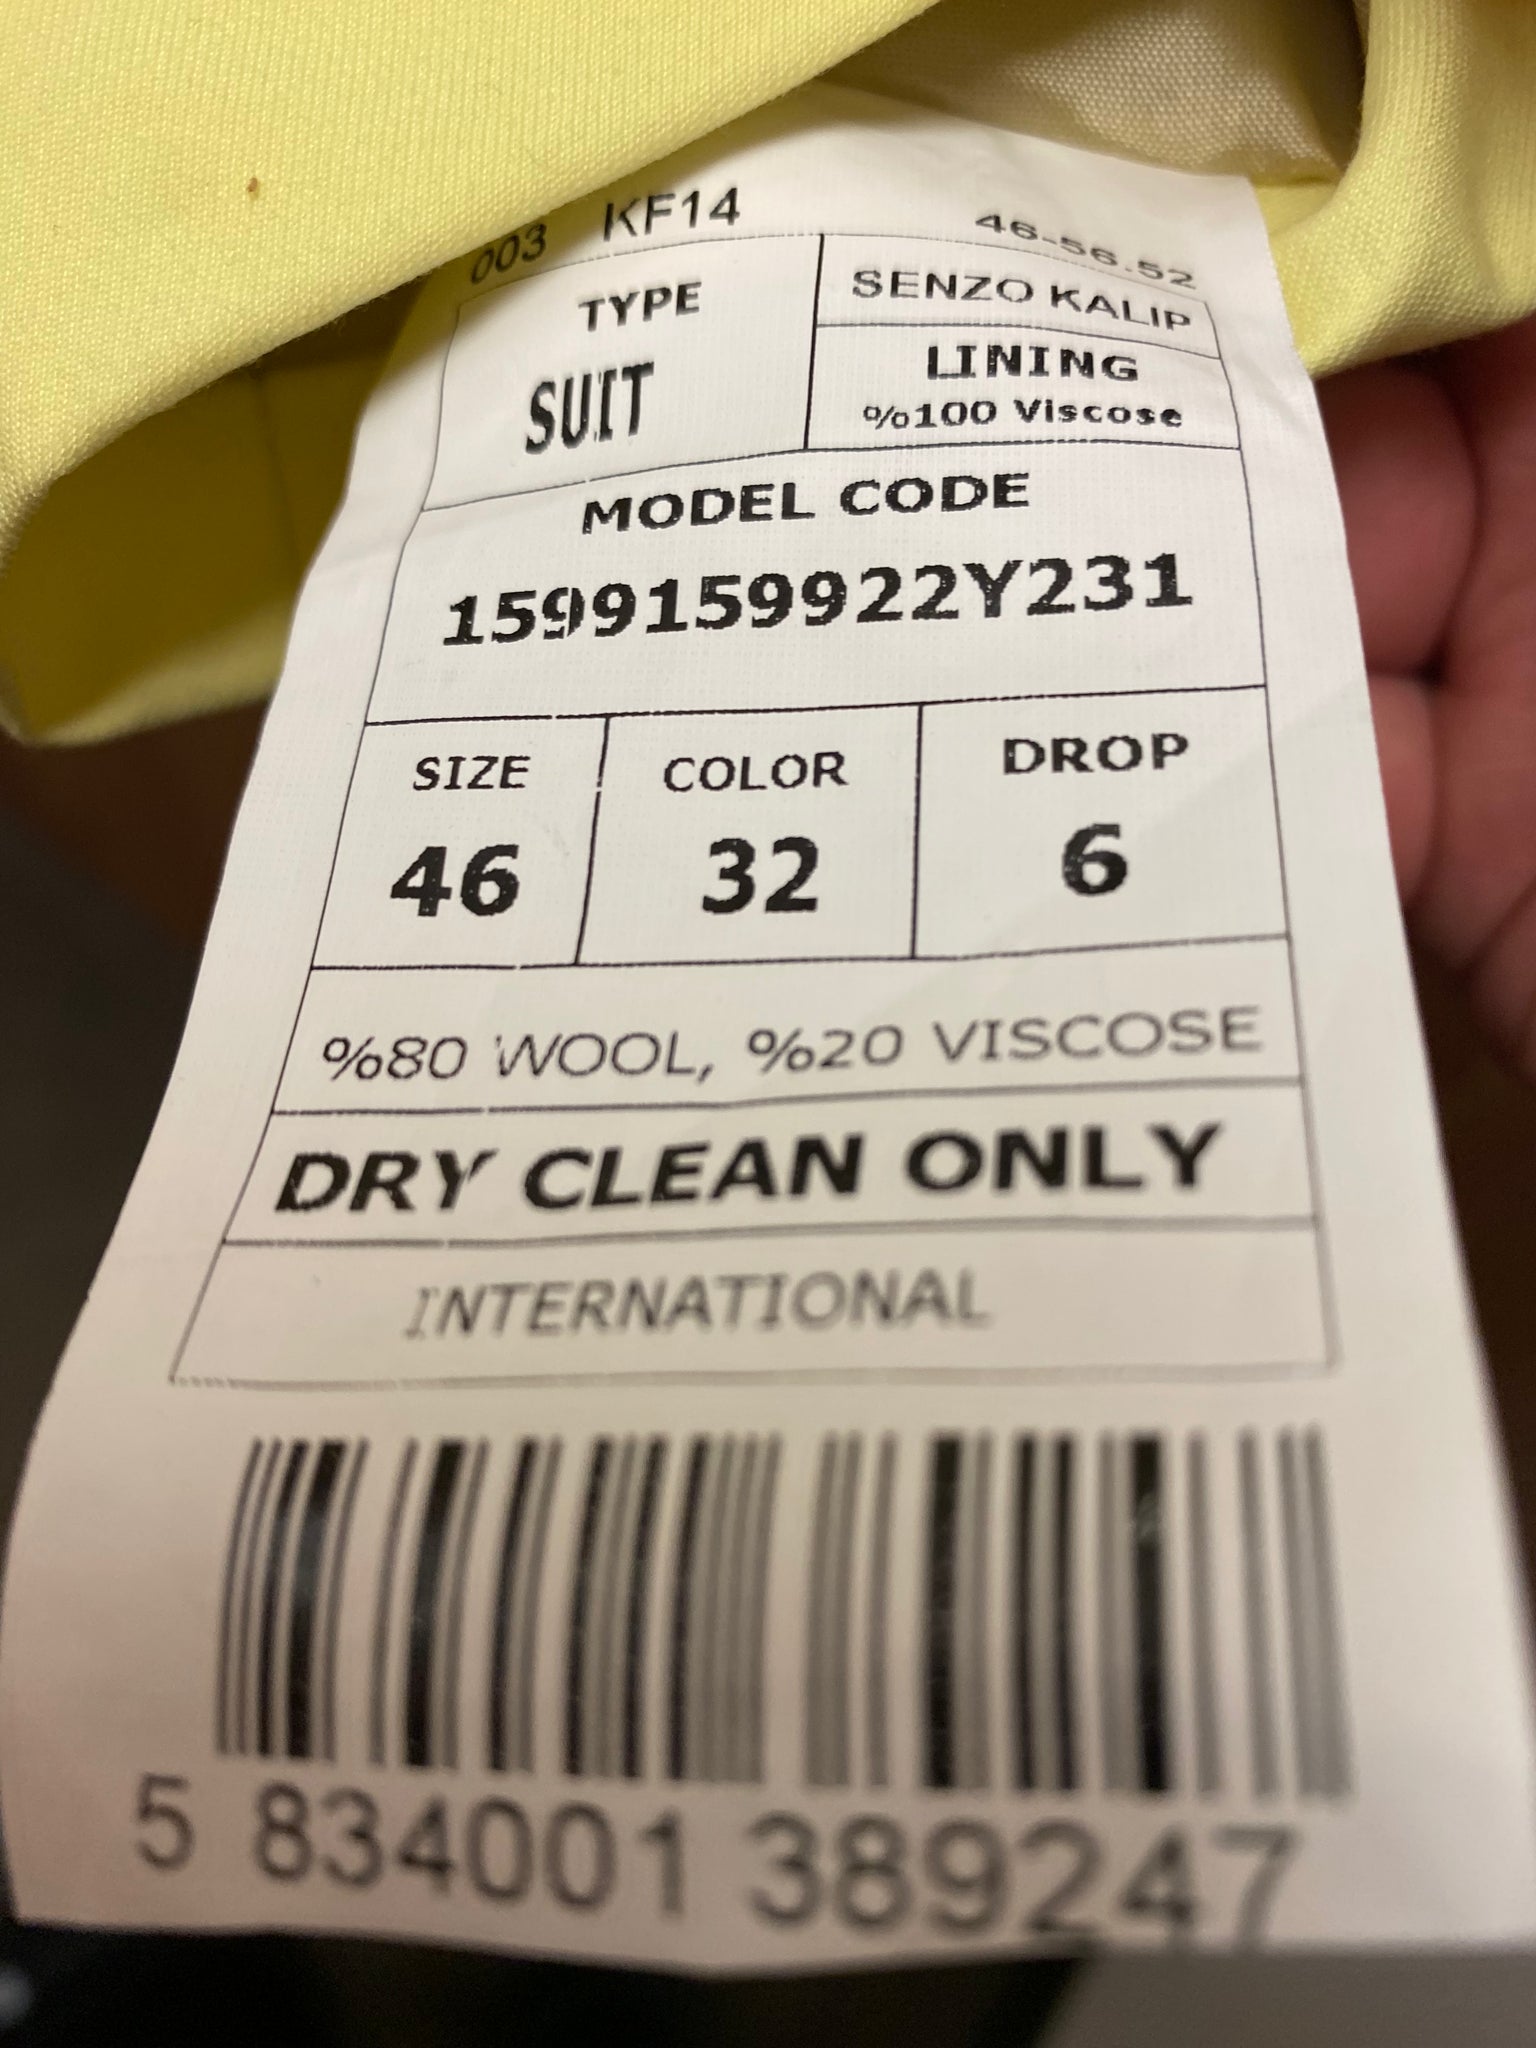 003 KF14 46-56.52
TYPE
SUIT
SENZO KALIP
LINING
%100 Viscose
MODEL CODE
1599159922Y231
SIZE
46
COLOR
32
DROP
6
%80 WOOL, %20 VISCOSE
DRY CLEAN ONLY
INTERNATIONAL
5 834001 389247